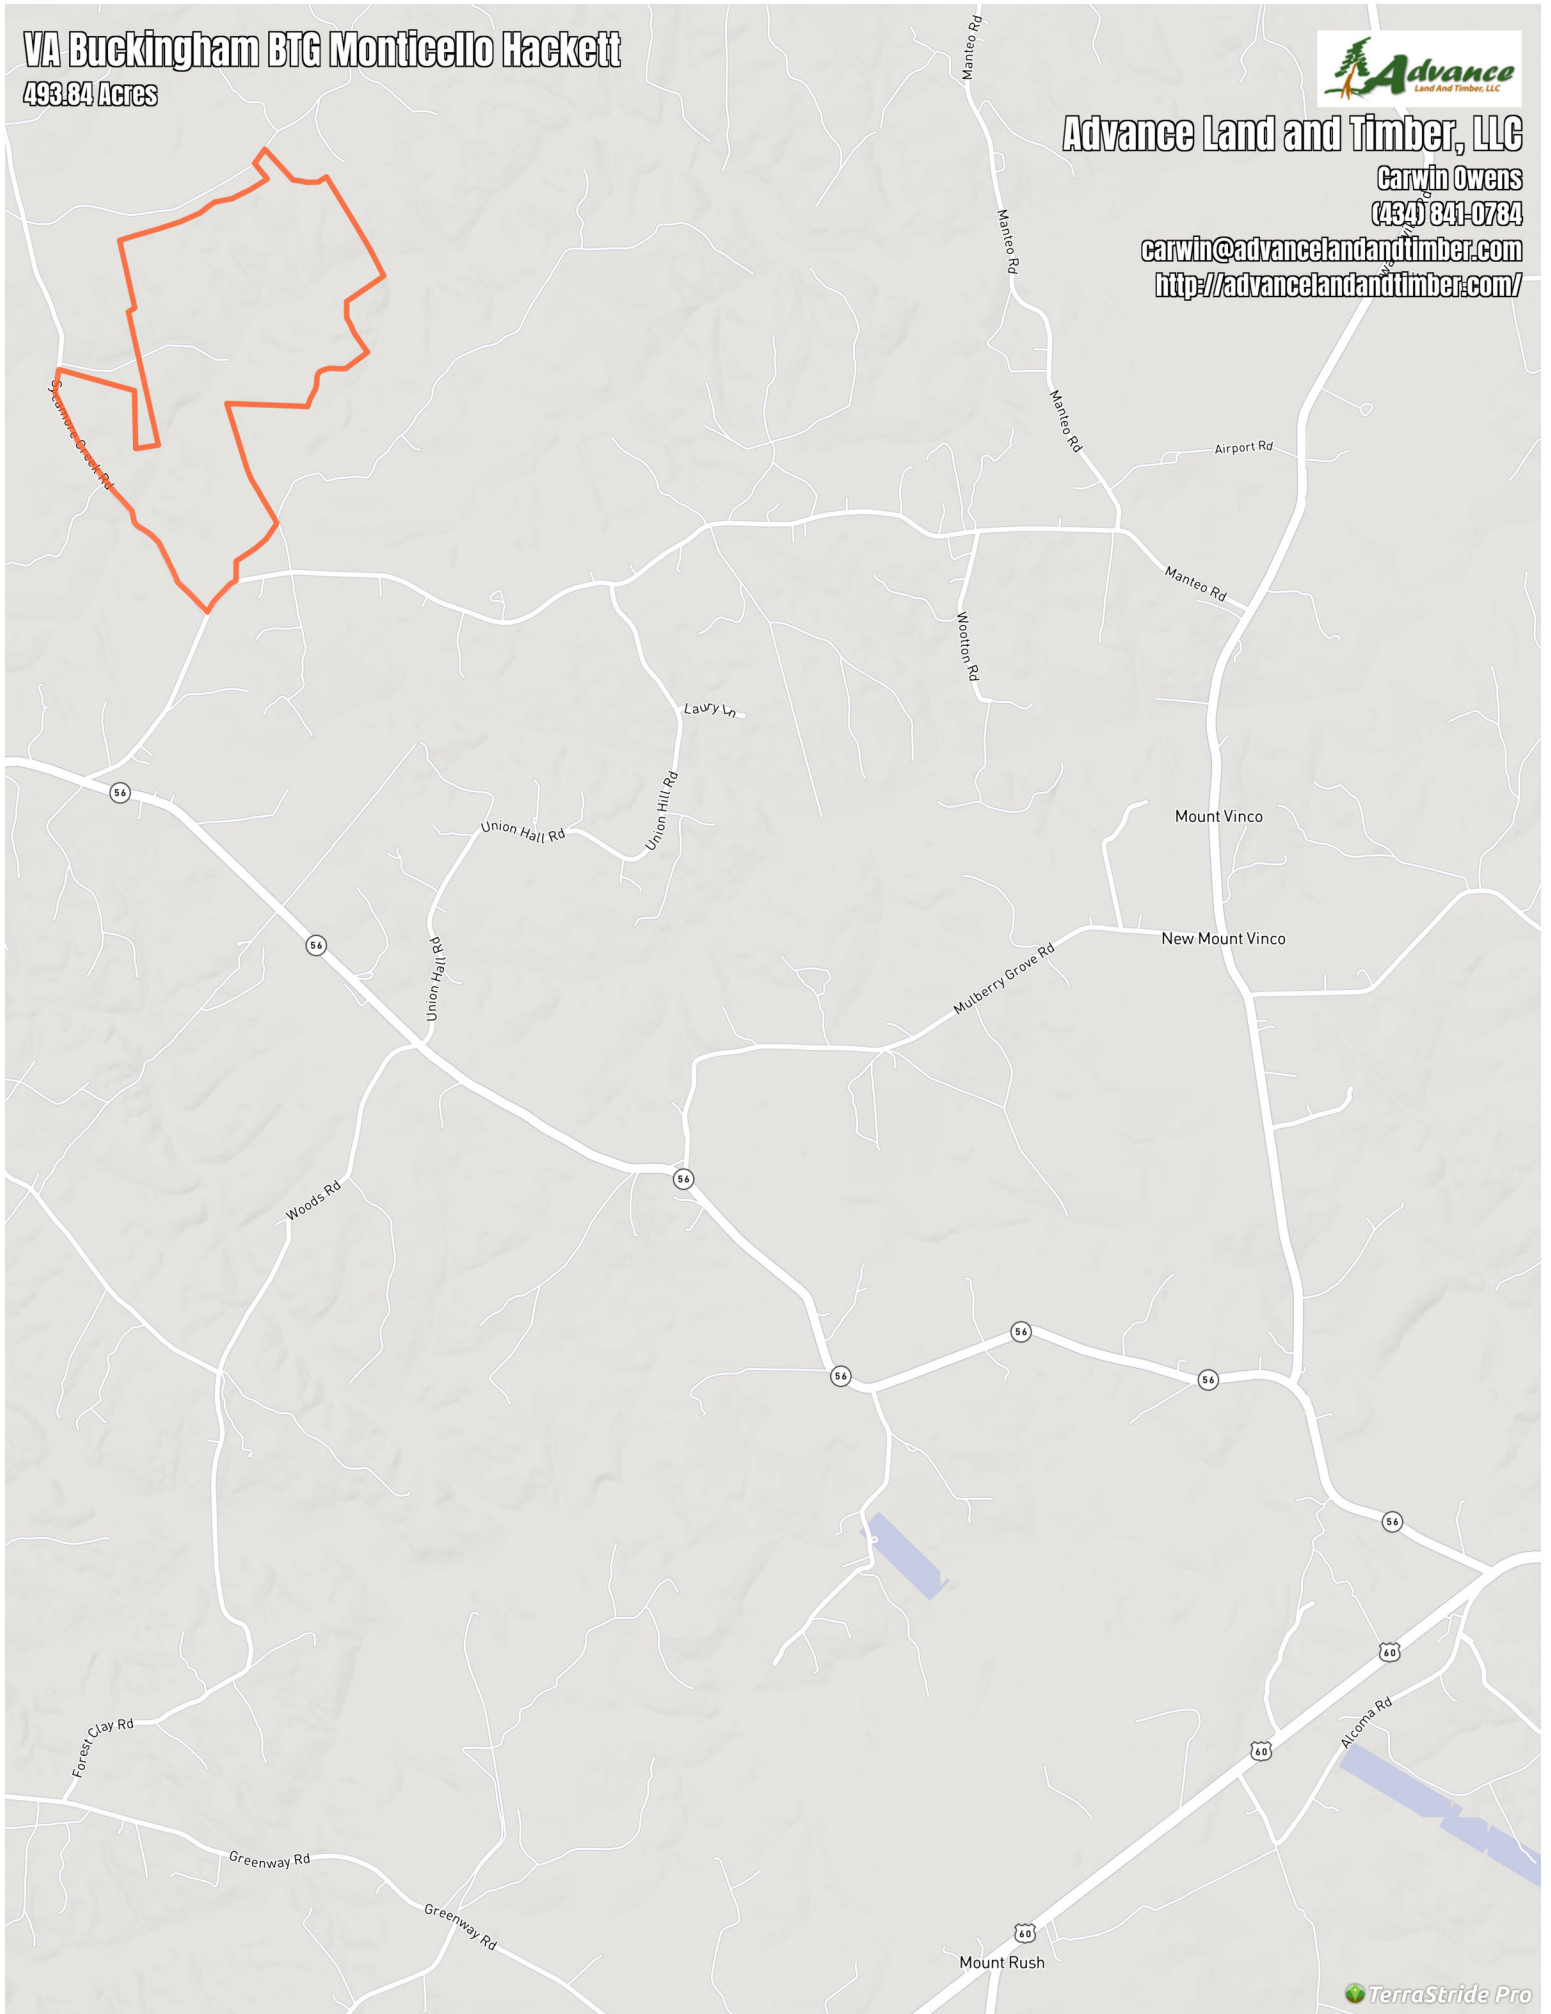 VA Buckingham BTG Monticello Hackett
493.84 Acres
Advance
Land And Timber, LLC
Advance Land and Timber, LLC
Carwin Owens
(434) 841-0784
carwin@advancelandandtimber.com
http://advancelandandtimber.com/
Manteo Rd
Manteo Rd
Sycamore Creek Rd
Manteo Rd
Airport Rd
Manteo Rd
Wootton Rd
Laury Ln
56
Union Hill Rd
Union Hall Rd
Mount Vinco
56
Union Hall Rd
New Mount Vinco
Mulberry Grove Rd
56
Woods Rd
56
56
56
56
60
Alcoma Rd
Forest Clay Rd
60
Greenway Rd
Greenway Rd
60
Mount Rush
TerraStride Pro